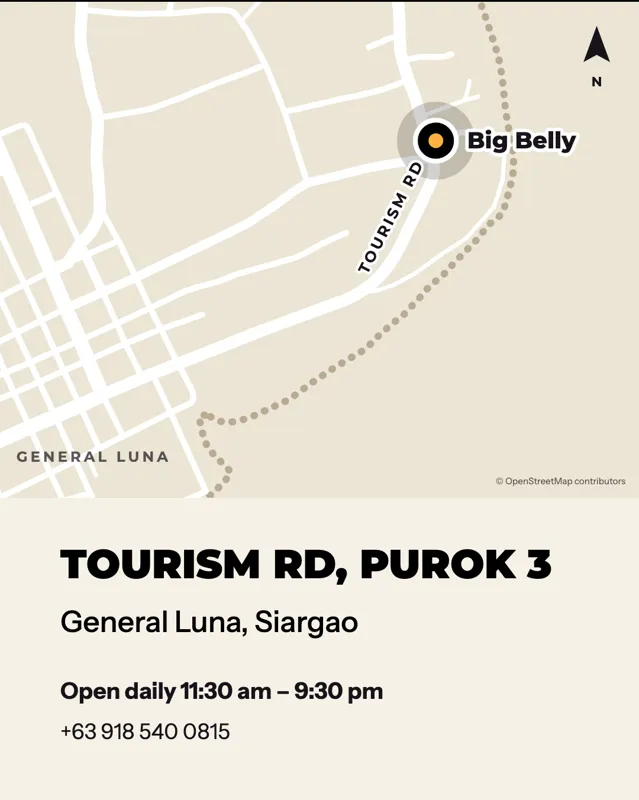 N
Big Belly
TOURISM RD
GENERAL LUNA
© OpenStreetMap contributors
TOURISM RD, PUROK 3
General Luna, Siargao
Open daily 11:30 am – 9:30 pm
+63 918 540 0815